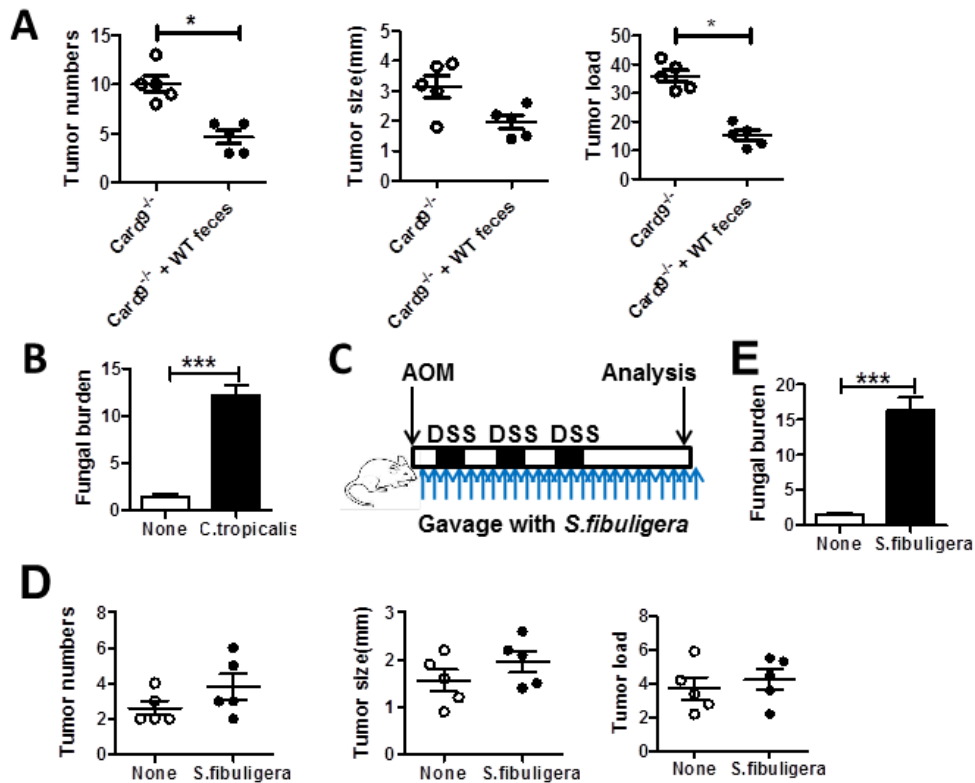 A
Tumor numbers
15
10
5
0
*
Card9-/-
Card9-/- + WT feces
Tumor size(mm)
5
4
3
2
1
0
Card9-/-
Card9-/- + WT feces
Tumor load
50
40
30
20
10
0
*
Card9-/-
Card9-/- + WT feces
B
Fungal burden
15
10
5
0
***
None
C.tropicalis
C
AOM
Analysis
DSS DSS DSS
Gavage with S.fibuligera
E
Fungal burden
20
15
10
5
0
***
None
S.fibuligera
D
Tumor numbers
8
6
4
2
0
None
S.fibuligera
Tumor size(mm)
3
2
1
0
None
S.fibuligera
Tumor load
8
6
4
2
0
None
S.fibuligera